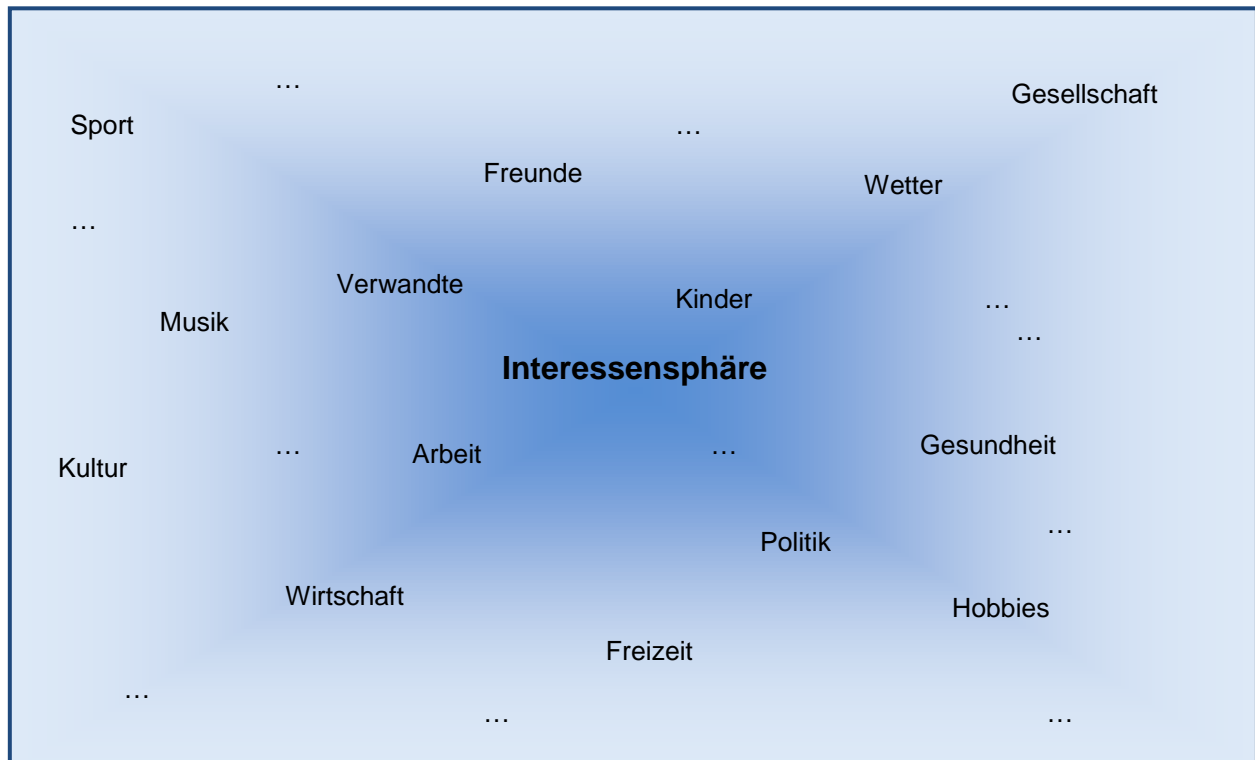 …
Gesellschaft
Sport
…
Freunde
Wetter
…
Verwandte
Kinder
…
Musik
…
Interessensphäre
Kultur
…
Arbeit
…
Gesundheit
…
Politik
Wirtschaft
Hobbies
Freizeit
…
…
…